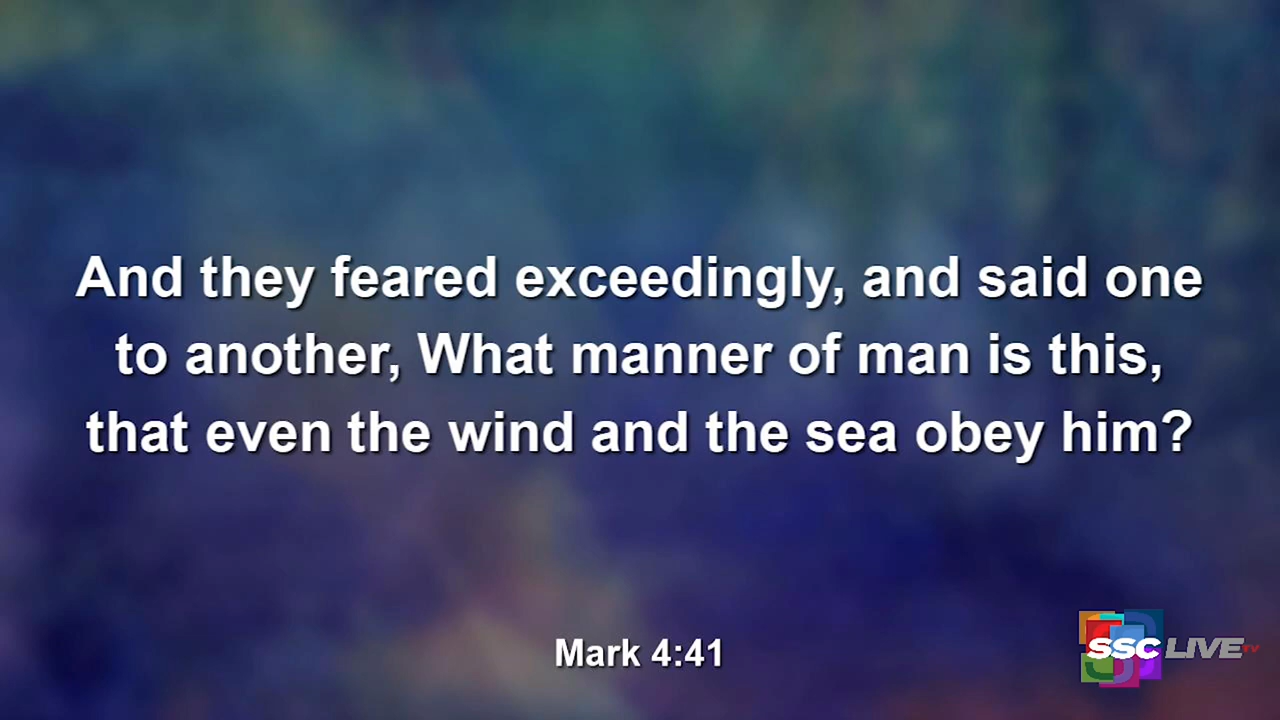 And they feared exceedingly, and said one
to another, What manner of man is this,
that even the wind and the sea obey him?
Mark 4:41
SSC LIVE TV